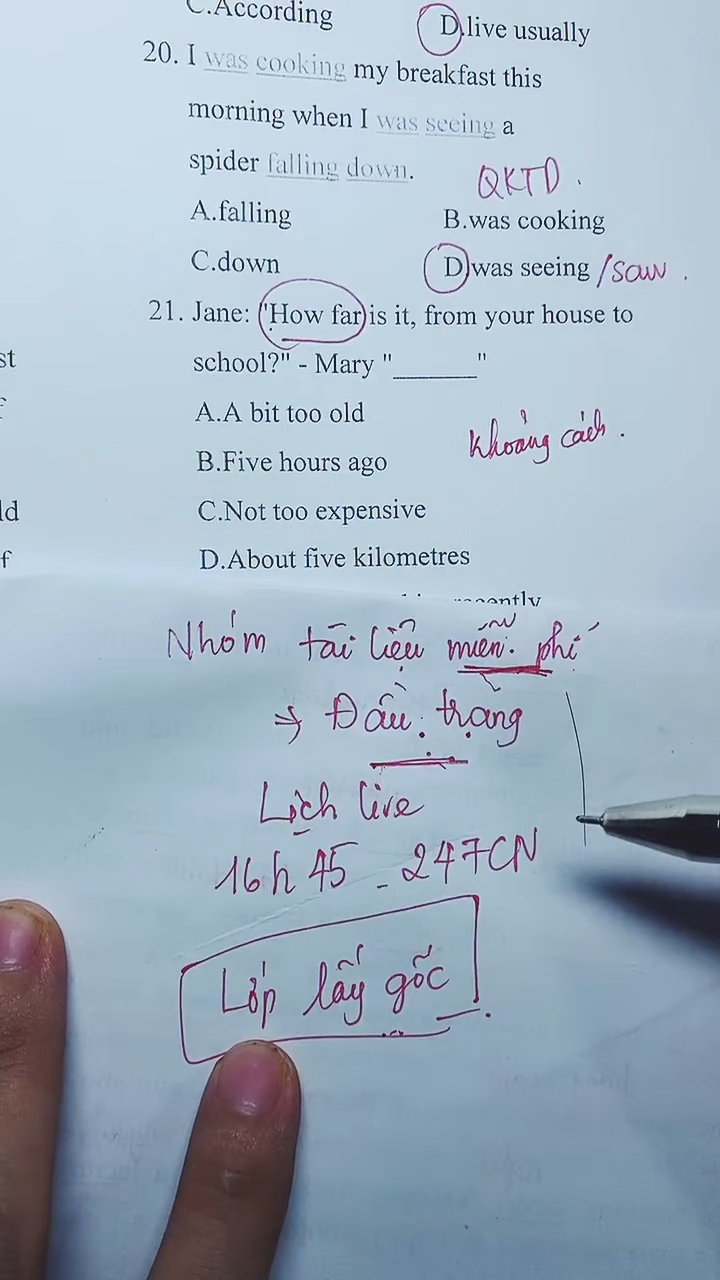 C.According D.live usually
20. I was cooking my breakfast this
morning when I was seeing a
spider falling down.
QKTD.
A.falling B.was cooking
C.down D.was seeing /saw.
21. Jane: "How far is it, from your house to
school?" - Mary "______"
A.A bit too old
Khoảng cách.
B.Five hours ago
C.Not too expensive
D.About five kilometres
st
ld
f
Nhóm tài liệu miễn phí
→ Đầu trang
Lịch live
16h45 - 247CN
Lớp lấy gốc